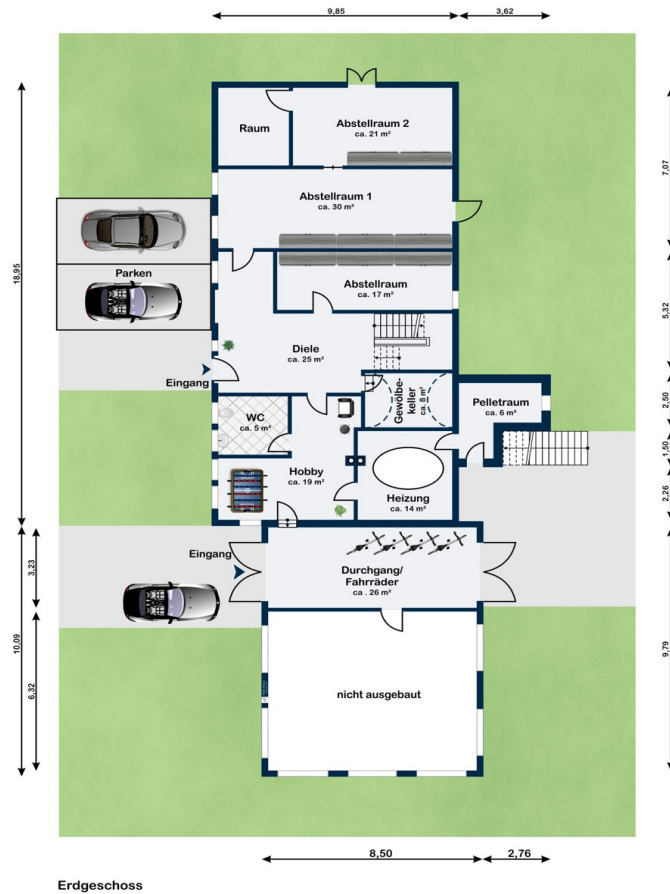 9,85
3,62
Raum
Abstellraum 2
ca. 21 m²
7,07
Abstellraum 1
ca. 30 m²
18,95
Parken
Abstellraum
ca. 17 m²
5,32
Diele
ca. 25 m²
Eingang
Gewölbe-
keller
ca. 8 m²
Pelletraum
ca. 6 m²
2,50
WC
ca. 5 m²
1,50
Hobby
ca. 19 m²
Heizung
ca. 14 m²
2,26
Eingang
Durchgang/
Fahrräder
ca . 26 m²
3,23
10,09
6,32
9,79
nicht ausgebaut
8,50
2,76
Erdgeschoss